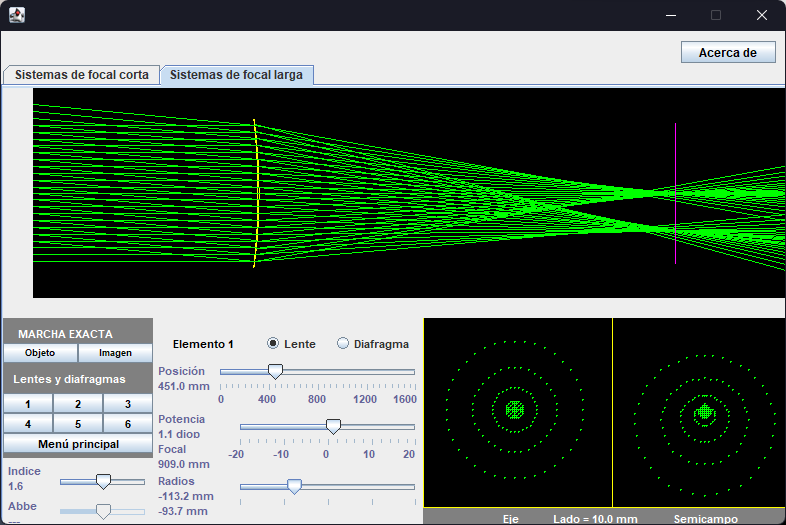 Acerca de
Sistemas de focal corta
Sistemas de focal larga
MARCHA EXACTA
Objeto
Imagen
Lentes y diafragmas
1 2 3
4 5 6
Menú principal
Indice
1.6
Abbe
---
Elemento 1
Lente
Diafragma
Posición
451.0 mm
0 400 800 1200 1600
Potencia
1.1 diop
Focal
909.0 mm
-20 -10 0 10 20
Radios
-113.2 mm
-93.7 mm
Eje
Lado = 10.0 mm
Semicampo